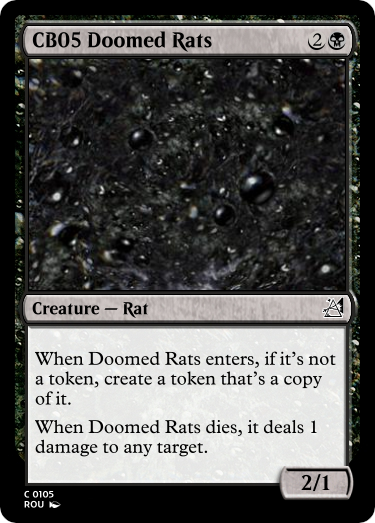 CB05 Doomed Rats 2
Creature — Rat
When Doomed Rats enters, if it's not
a token, create a token that's a copy
of it.
When Doomed Rats dies, it deals 1
damage to any target.
2/1
C 0105
ROU